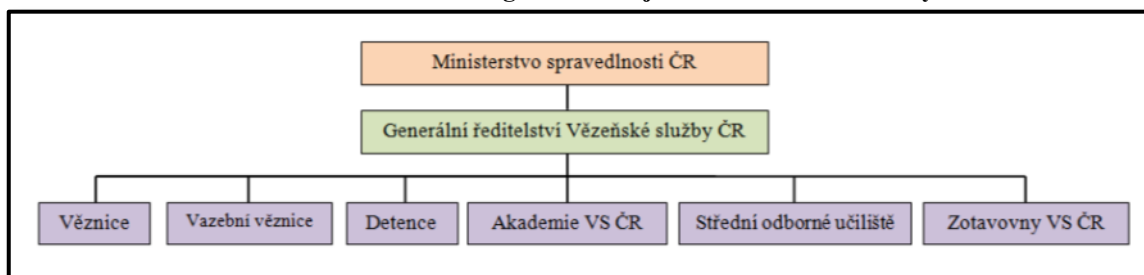 Ministerstvo spravedlnosti ČR
Generální ředitelství Vězeňské služby ČR
Věznice
Vazební věznice
Detence
Akademie VS ČR
Střední odborné učiliště
Zotavovny VS ČR